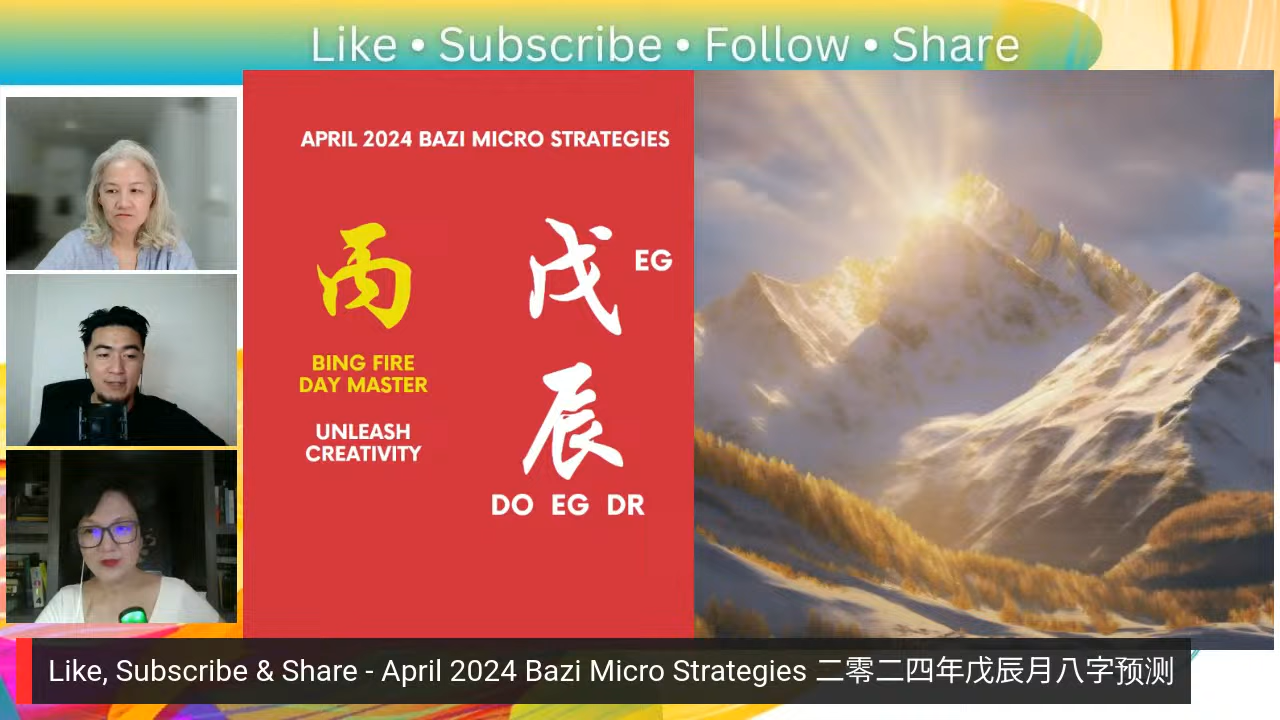 Like • Subscribe • Follow • Share
APRIL 2024 BAZI MICRO STRATEGIES
丙
BING FIRE
DAY MASTER
UNLEASH
CREATIVITY
戊 EG
辰
DO EG DR
Like, Subscribe & Share - April 2024 Bazi Micro Strategies 二零二四年戊辰月八字预测